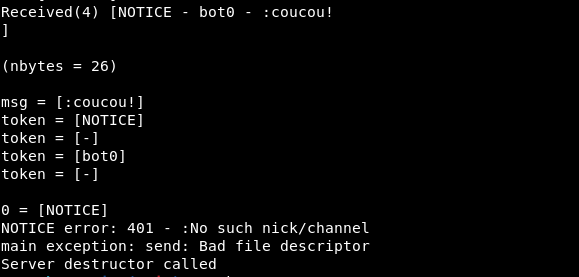 Received(4) [NOTICE - bot0 - :coucou!
]
(nbytes = 26)
msg = [:coucou!]
token = [NOTICE]
token = [-]
token = [bot0]
token = [-]
0 = [NOTICE]
NOTICE error: 401 - :No such nick/channel
main exception: send: Bad file descriptor
Server destructor called